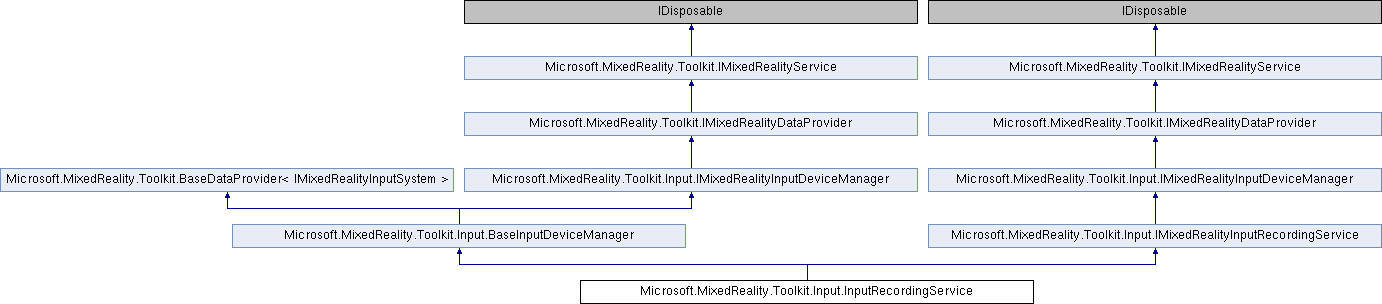 IDisposable
IDisposable
Microsoft.MixedReality.Toolkit.IMixedRealityService
Microsoft.MixedReality.Toolkit.IMixedRealityService
Microsoft.MixedReality.Toolkit.IMixedRealityDataProvider
Microsoft.MixedReality.Toolkit.IMixedRealityDataProvider
Microsoft.MixedReality.Toolkit.BaseDataProvider< IMixedRealityInputSystem >
Microsoft.MixedReality.Toolkit.Input.IMixedRealityInputDeviceManager
Microsoft.MixedReality.Toolkit.Input.IMixedRealityInputDeviceManager
Microsoft.MixedReality.Toolkit.Input.BaseInputDeviceManager
Microsoft.MixedReality.Toolkit.Input.IMixedRealityInputRecordingService
Microsoft.MixedReality.Toolkit.Input.InputRecordingService